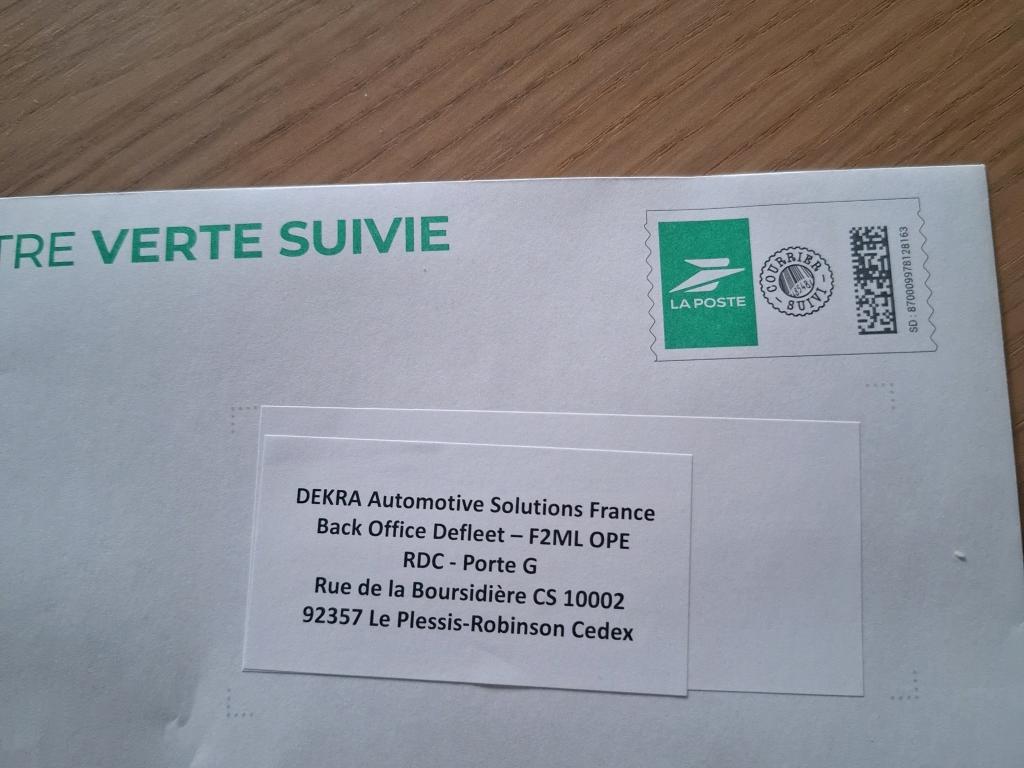 TRE VERTE SUIVIE
LA POSTE
COURRIER
SUIVI
SD : 870009978128163
DEKRA Automotive Solutions France
Back Office Defleet – F2ML OPE
RDC - Porte G
Rue de la Boursidière CS 10002
92357 Le Plessis-Robinson Cedex